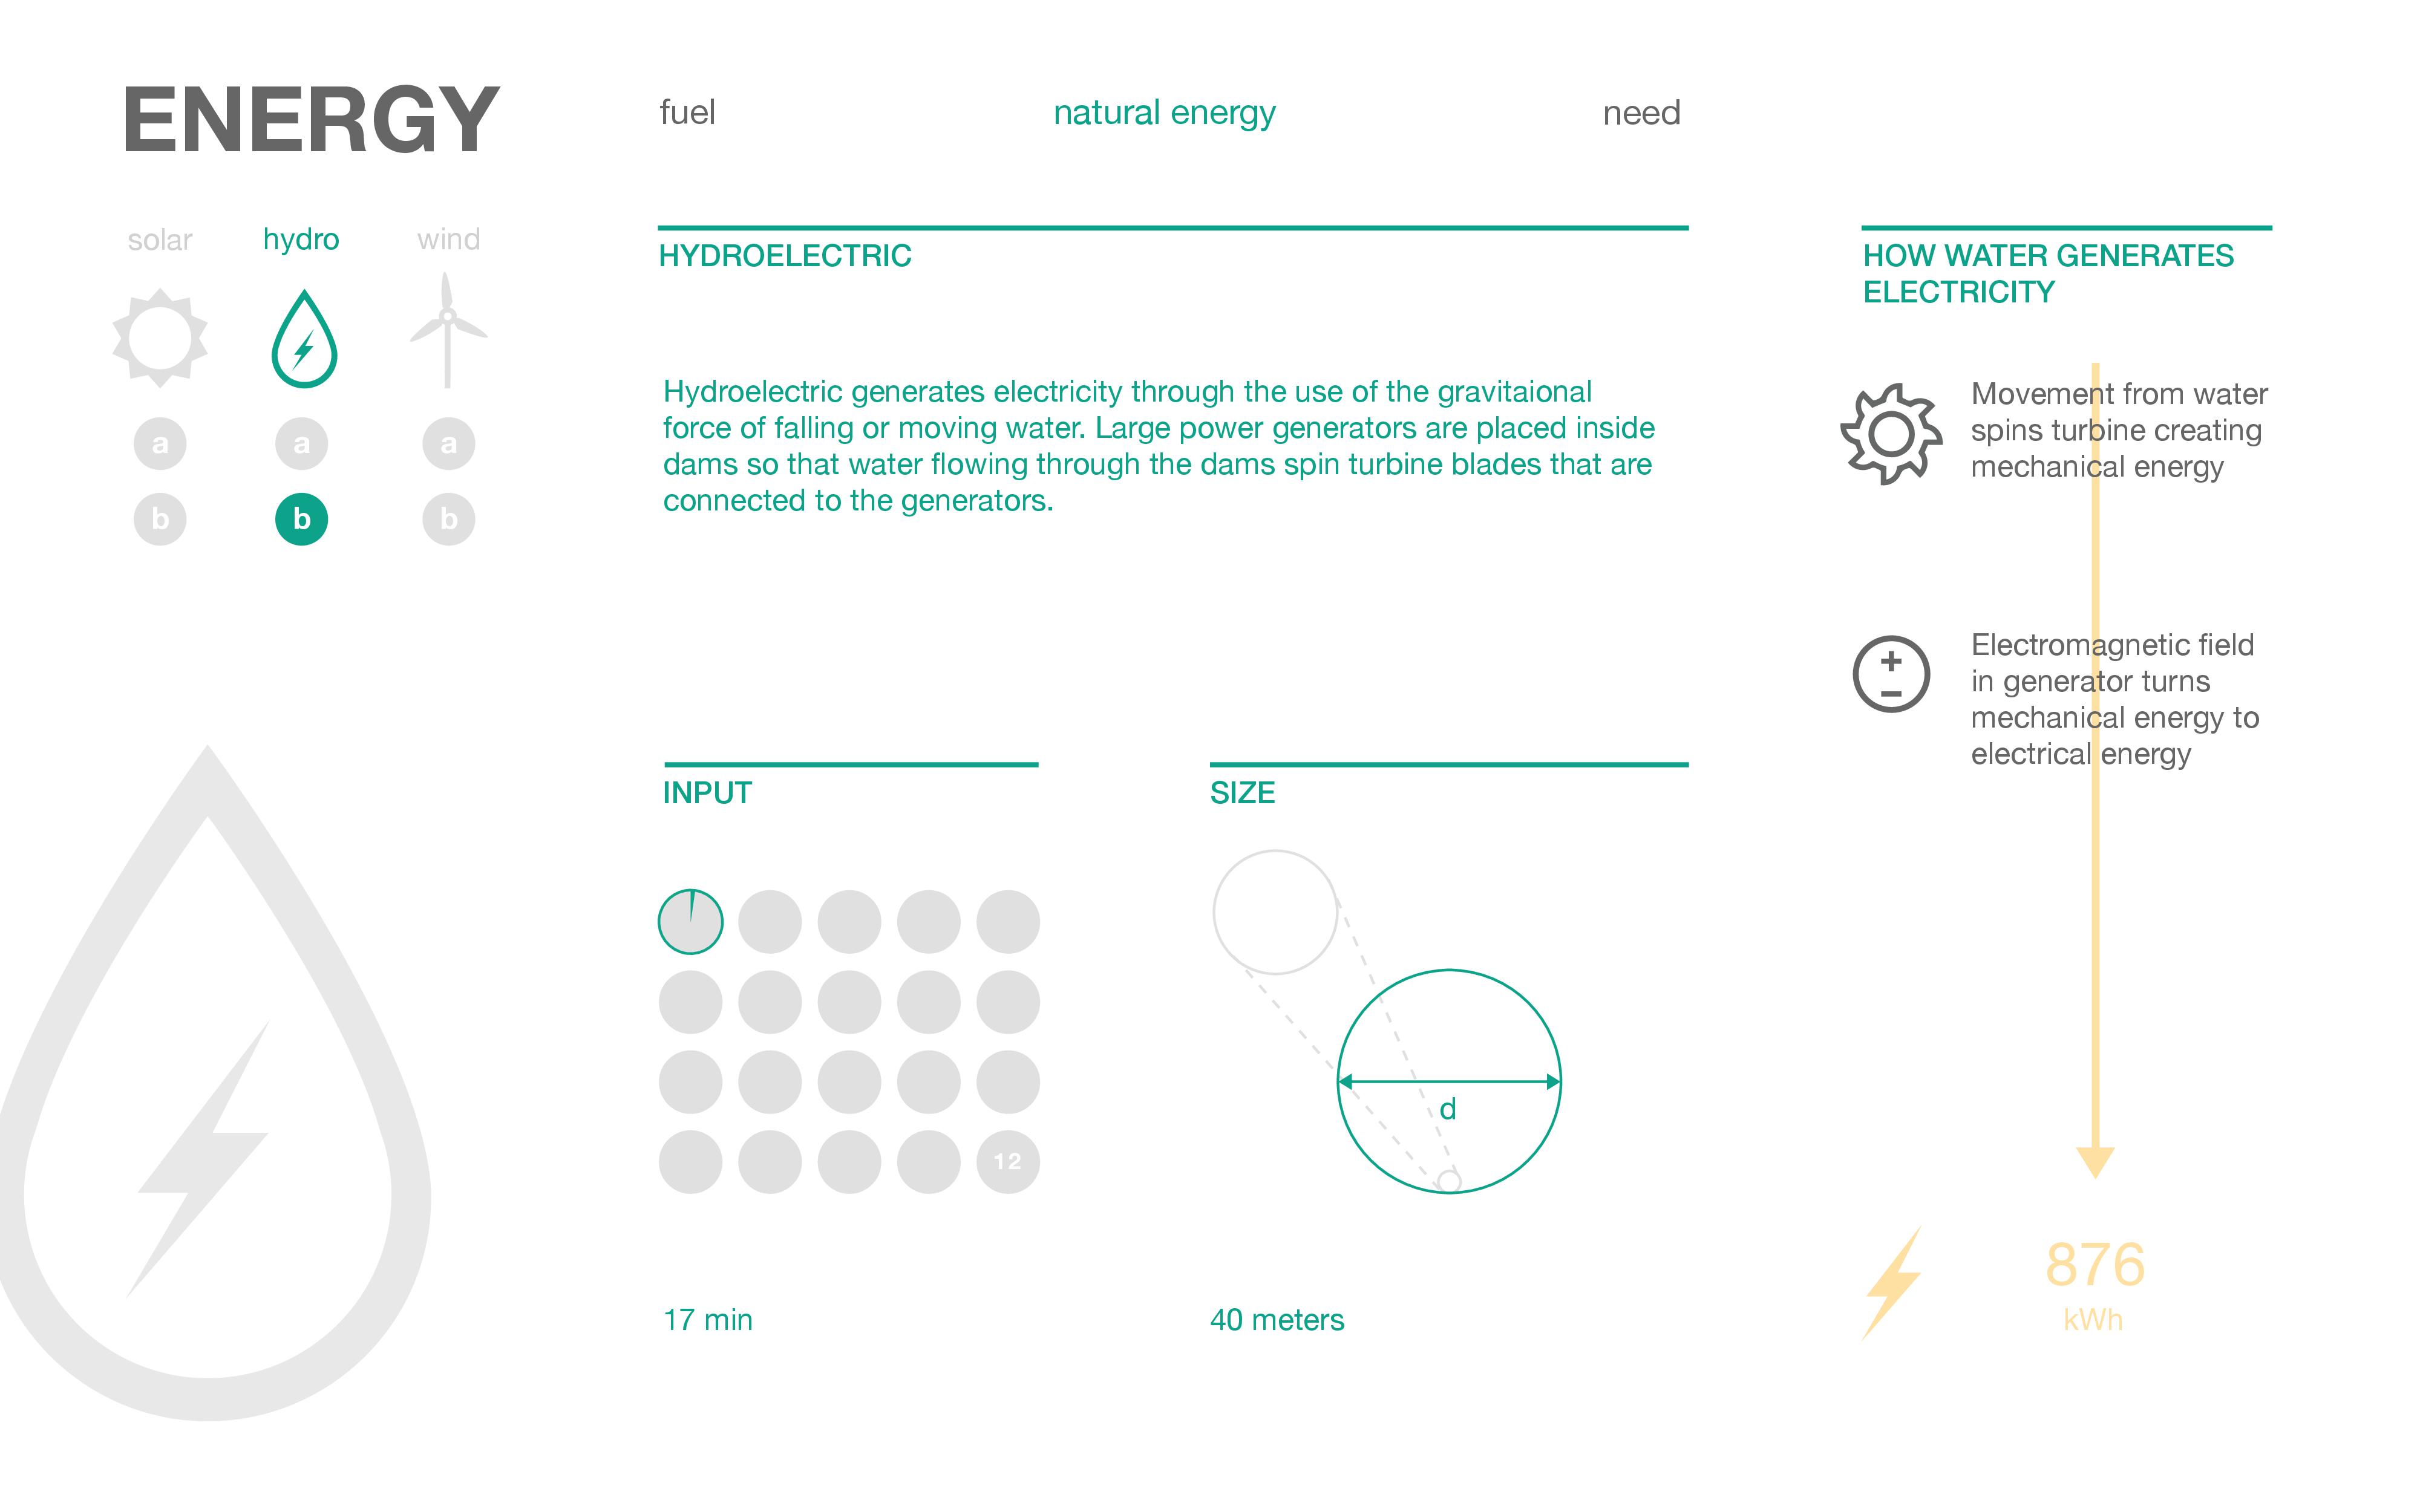 ENERGY
fuel natural energy need
solar hydro wind
a a a
b b b
HYDROELECTRIC
Hydroelectric generates electricity through the use of the gravitaional
force of falling or moving water. Large power generators are placed inside
dams so that water flowing through the dams spin turbine blades that are
connected to the generators.
INPUT
12
17 min
SIZE
d
40 meters
HOW WATER GENERATES
ELECTRICITY
Movement from water
spins turbine creating
mechanical energy
+
−
Electromagnetic field
in generator turns
mechanical energy to
electrical energy
876
kWh